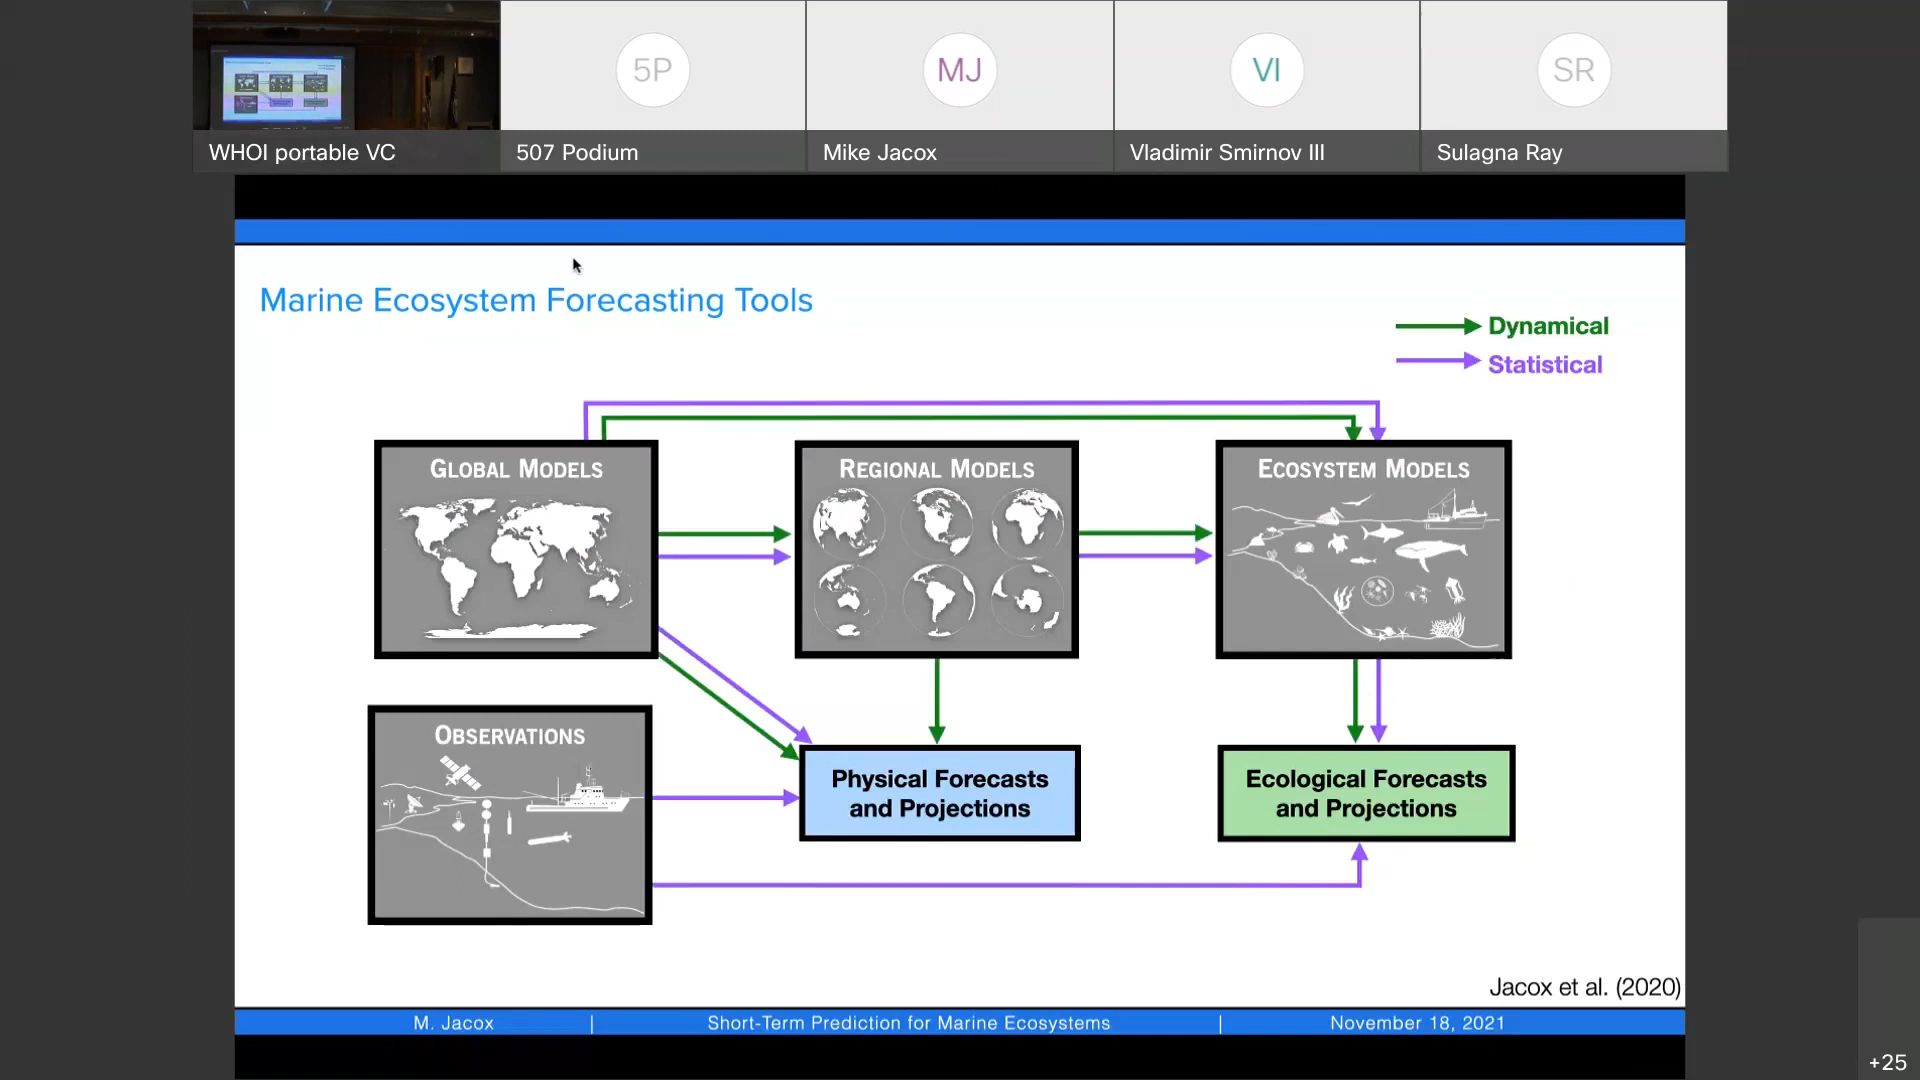 5P
MJ
VI
SR
WHOI portable VC
507 Podium
Mike Jacox
Vladimir Smirnov III
Sulagna Ray
Marine Ecosystem Forecasting Tools
Dynamical
Statistical
GLOBAL MODELS
REGIONAL MODELS
ECOSYSTEM MODELS
OBSERVATIONS
Physical Forecasts
and Projections
Ecological Forecasts
and Projections
Jacox et al. (2020)
M. Jacox | Short-Term Prediction for Marine Ecosystems | November 18, 2021
+25